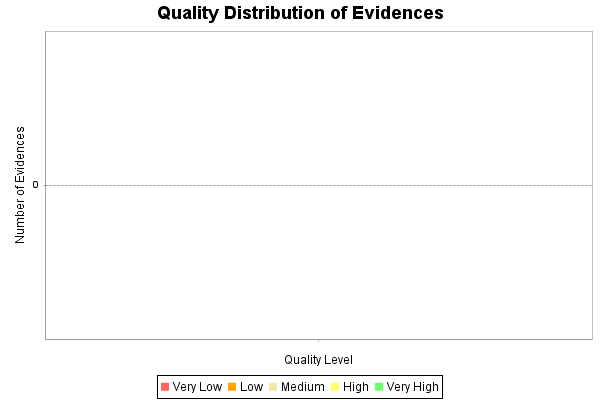 Quality Distribution of Evidences
Number of Evidences
0
Quality Level
Very Low Low Medium High Very High